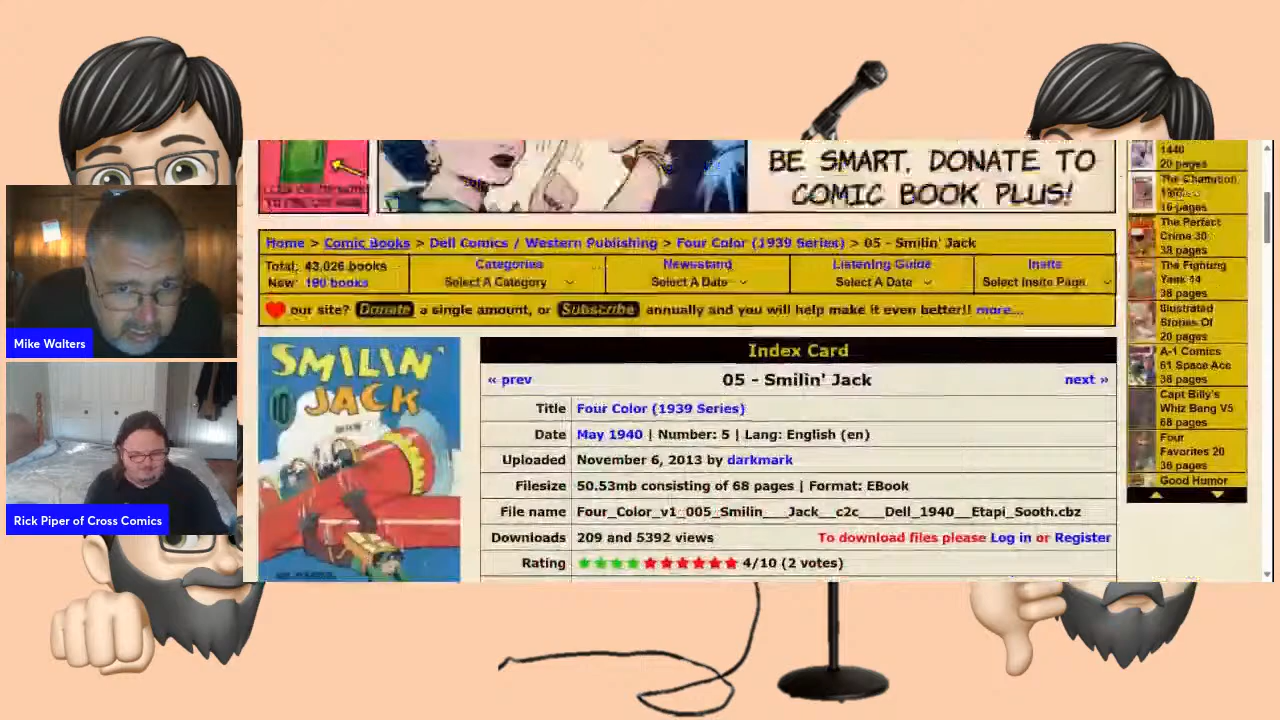 BE SMART, DONATE TO
COMIC BOOK PLUS!
Home > Comic Books > Dell Comics / Western Publishing > Four Color (1939 Series) > 05 - Smilin' Jack
Total: 43,026 books
New: 190 books
Categories
Select A Category
Newsstand
Select A Date
Listening Guide
Select A Date
Insite
Select Insite Page
our site? Donate a single amount, or Subscribe annually and you will help make it even better!! more...
SMILIN'
JACK
10
Index Card
« prev
05 - Smilin' Jack
next »
Title Four Color (1939 Series)
Date May 1940 | Number: 5 | Lang: English (en)
Uploaded November 6, 2013 by darkmark
Filesize 50.53mb consisting of 68 pages | Format: EBook
File name Four_Color_v1_005_Smilin___Jack__c2c___Dell_1940__Etapi_Sooth.cbz
Downloads 209 and 5392 views To download files please Log in or Register
Rating 4/10 (2 votes)
1440
20 pages
The Champion
16 pages
The Perfect
Crime 30
38 pages
The Fighting
Yank 14
36 pages
Illustrated
Stories Of
20 pages
A-1 Comics
61 Space Ace
36 pages
Capt Billy's
Whiz Bang V5
68 pages
Four
Favorites 20
36 pages
Good Humor
Mike Walters
Rick Piper of Cross Comics